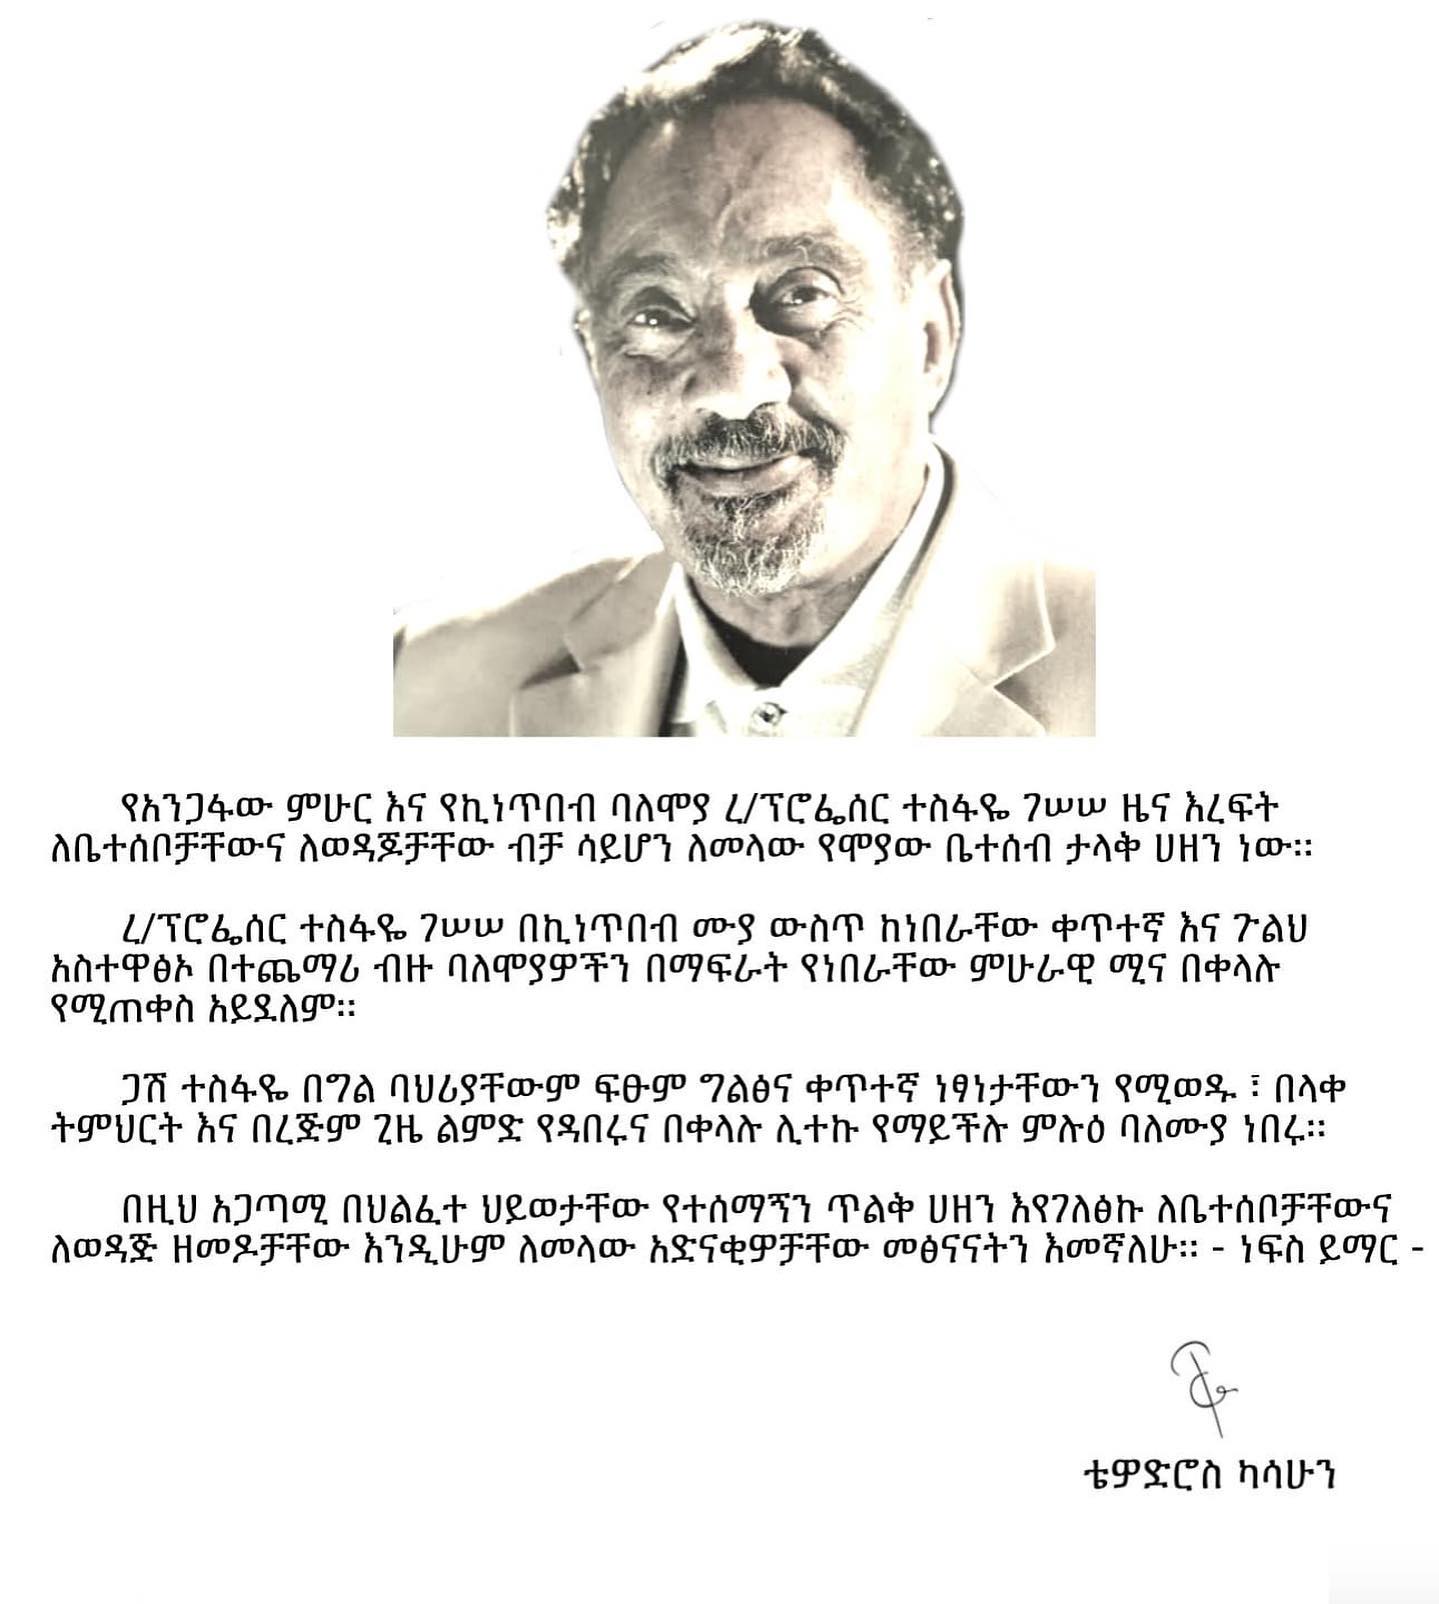 የአንጋፋው ምሁር እና የኪነጥበብ ባለሞያ ረ/ፕሮፌሰር ተስፋዬ ገሠሠ ዜና እረፍት
ለቤተሰቦቻቸውና ለወዳጆቻቸው ብቻ ሳይሆን ለመላው የሞያው ቤተሰብ ታላቅ ሀዘን ነው።
ረ/ፕሮፌሰር ተስፋዬ ገሠሠ በኪነጥበብ ሙያ ውስጥ ከነበራቸው ቀጥተኛ እና ጉልህ
አስተዋፅኦ በተጨማሪ ብዙ ባለሞያዎችን በማፍራት የነበራቸው ምሁራዊ ሚና በቀላሉ
የሚጠቀስ አይደለም።
ጋሽ ተስፋዬ በግል ባህሪያቸውም ፍፁም ግልፅና ቀጥተኛ ነፃነታቸውን የሚወዱ ፣ በላቀ
ትምህርት እና በረጅም ጊዜ ልምድ የዳበሩና በቀላሉ ሊተኩ የማይችሉ ምሉዕ ባለሙያ ነበሩ።
በዚህ አጋጣሚ በህልፈተ ህይወታቸው የተሰማኝን ጥልቅ ሀዘን እየገለፅኩ ለቤተሰቦቻቸውና
ለወዳጅ ዘመዶቻቸው እንዲሁም ለመላው አድናቂዎቻቸው መፅናናትን እመኛለሁ። - ነፍስ ይማር -
ቴዎድሮስ ካሳሁን